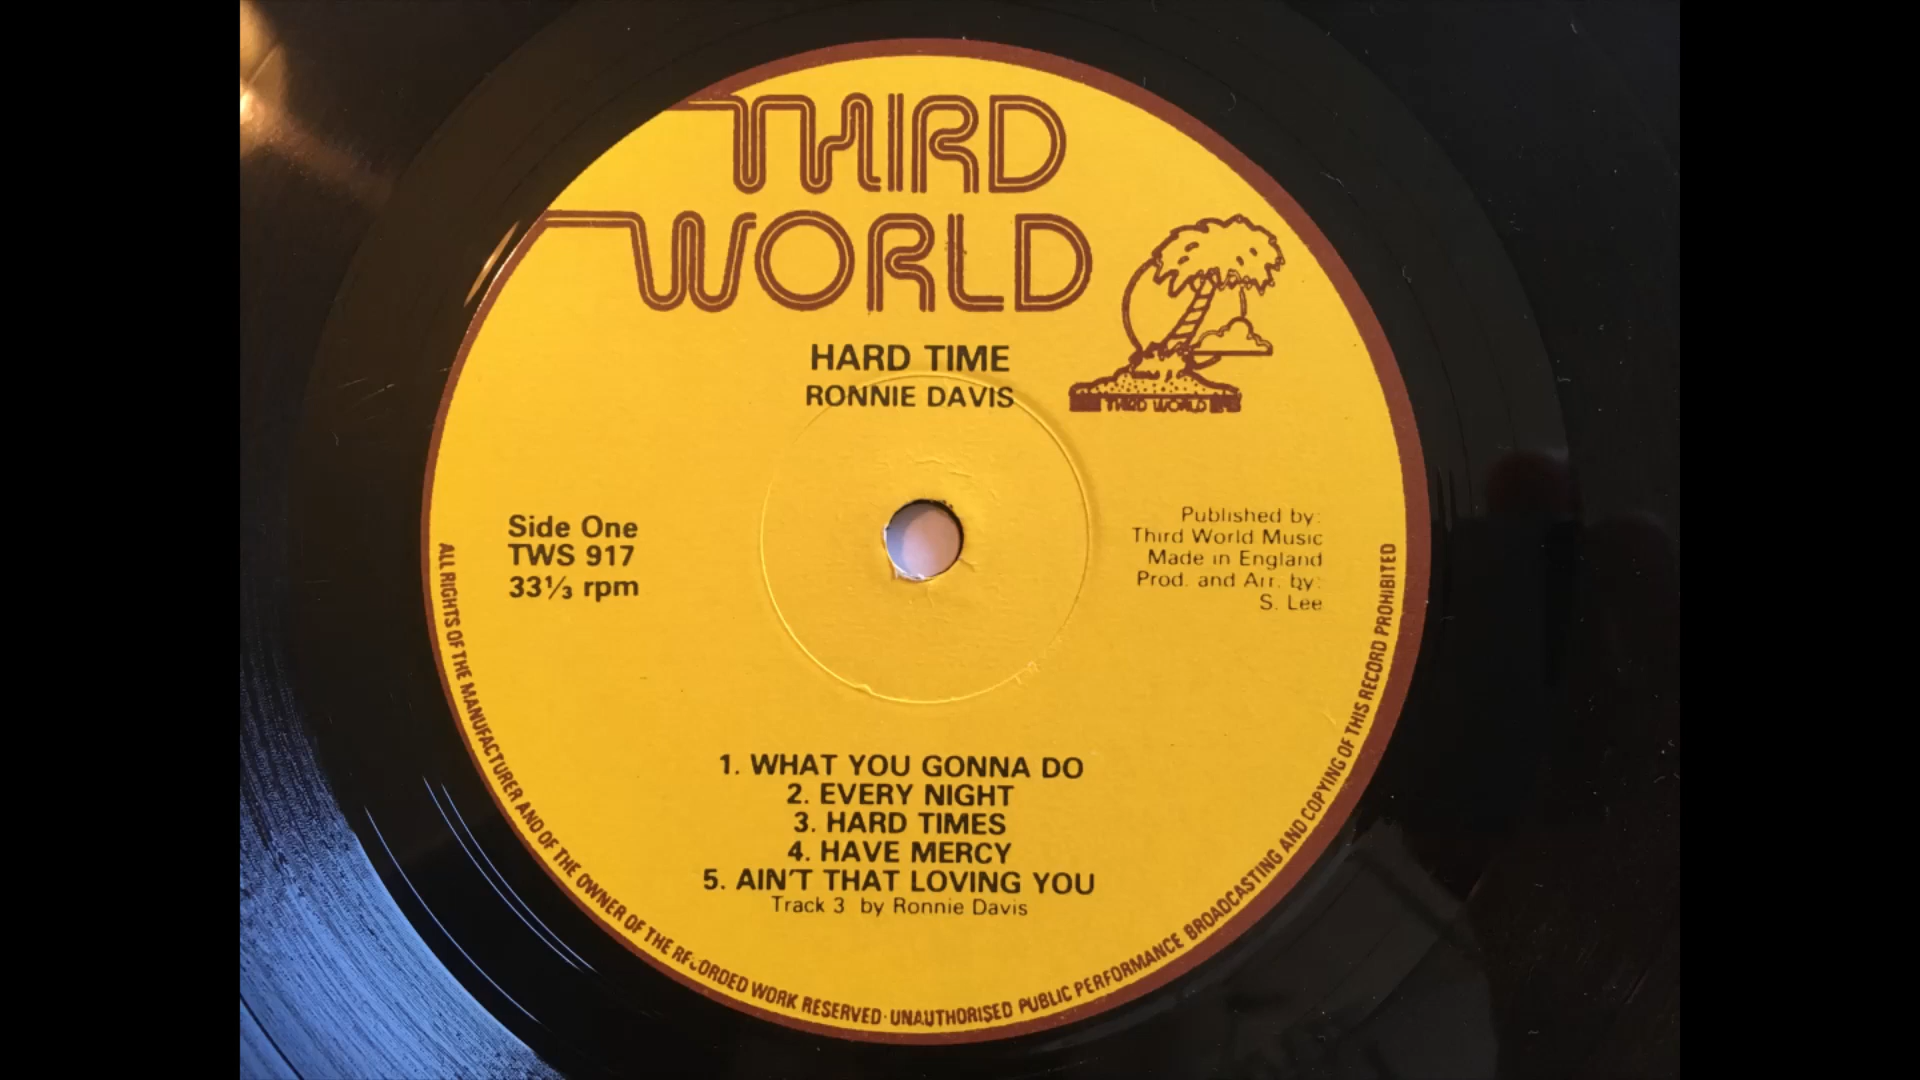 THIRD
WORLD
THIRD WORLD
HARD TIME
RONNIE DAVIS
Side One
TWS 917
33⅓ rpm
Published by:
Third World Music
Made in England
Prod. and Arr. by:
S. Lee
1. WHAT YOU GONNA DO
2. EVERY NIGHT
3. HARD TIMES
4. HAVE MERCY
5. AIN'T THAT LOVING YOU
Track 3 by Ronnie Davis
ALL RIGHTS OF THE MANUFACTURER AND OF THE OWNER OF THE RECORDED WORK RESERVED · UNAUTHORISED PUBLIC PERFORMANCE BROADCASTING AND COPYING OF THIS RECORD PROHIBITED